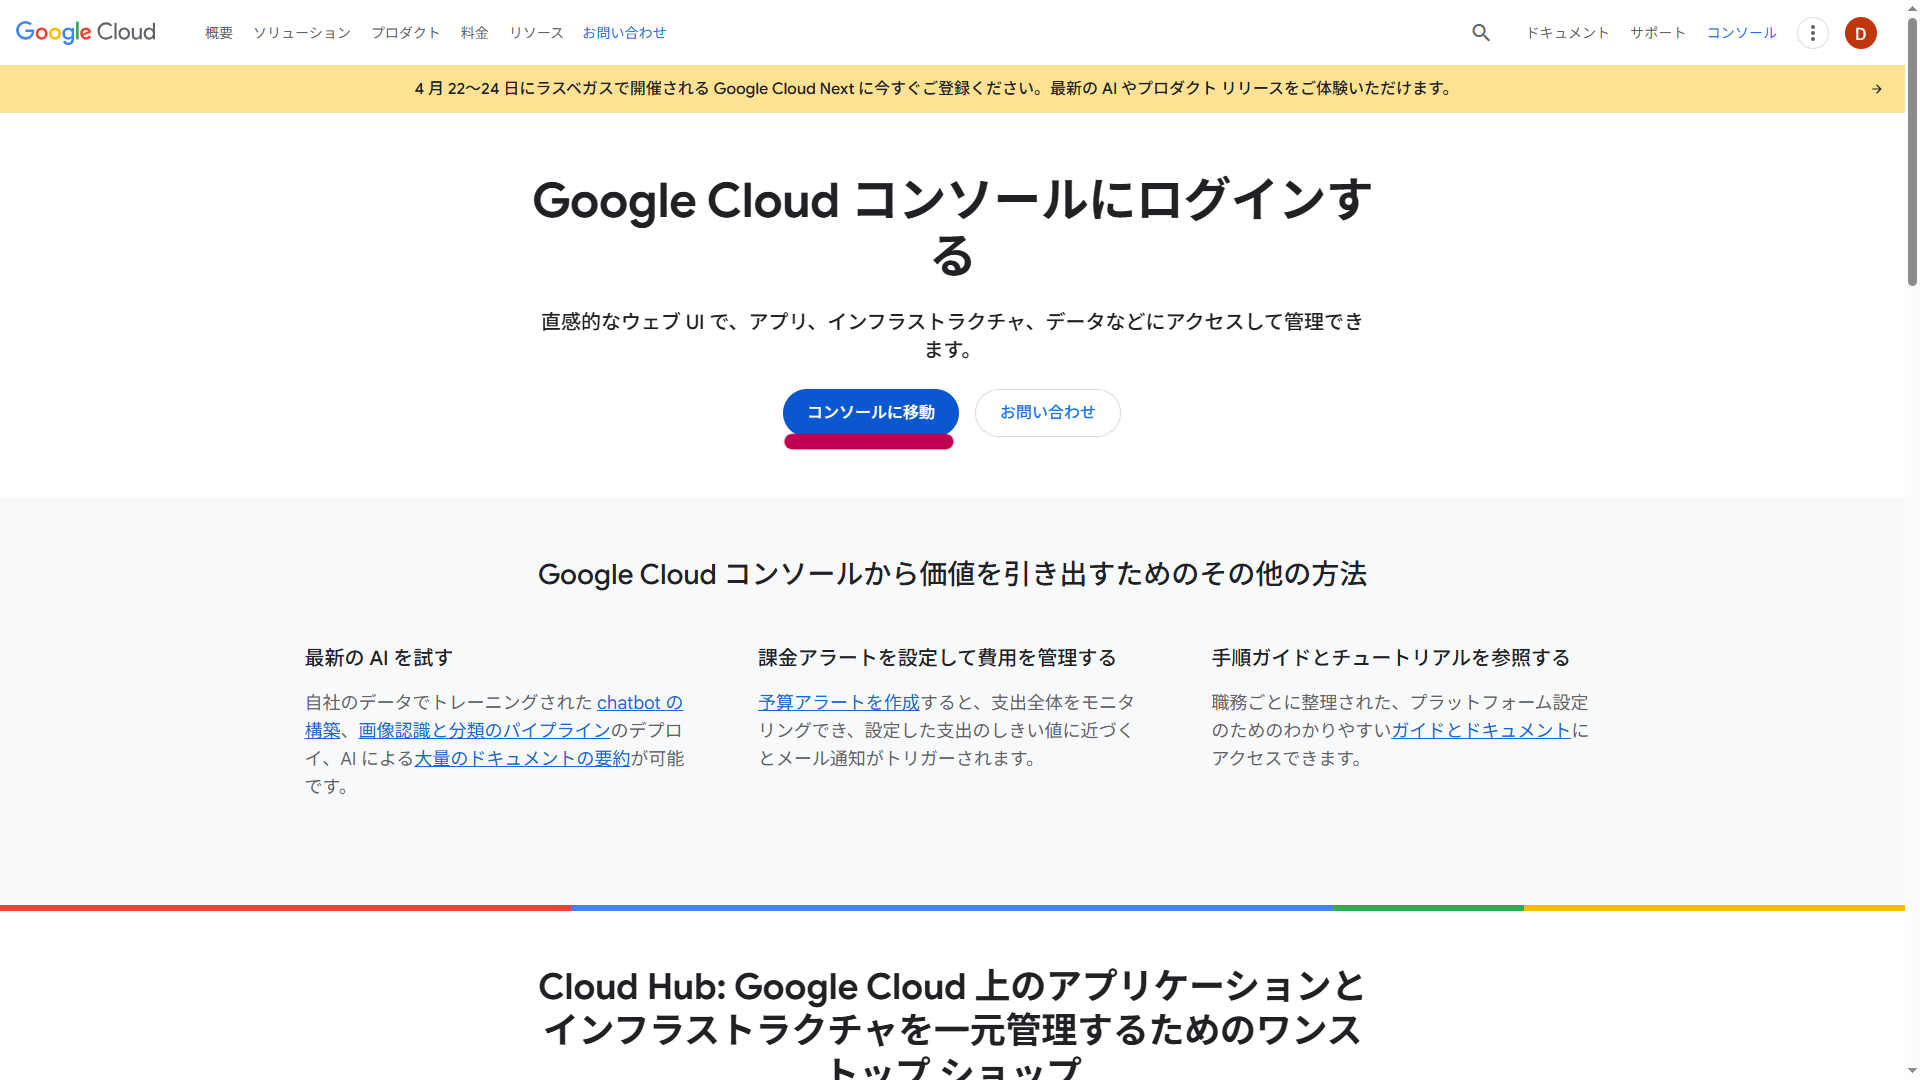 Google Cloud
概要
ソリューション
プロダクト
料金
リソース
お問い合わせ
ドキュメント
サポート
コンソール
D
4 月 22～24 日にラスベガスで開催される Google Cloud Next に今すぐご登録ください。最新の AI やプロダクト リリースをご体験いただけます。
Google Cloud コンソールにログインす
る
直感的なウェブ UI で、アプリ、インフラストラクチャ、データなどにアクセスして管理でき
ます。
コンソールに移動
お問い合わせ
Google Cloud コンソールから価値を引き出すためのその他の方法
最新の AI を試す
自社のデータでトレーニングされた chatbot の
構築、画像認識と分類のパイプラインのデプロ
イ、AI による大量のドキュメントの要約が可能
です。
課金アラートを設定して費用を管理する
予算アラートを作成すると、支出全体をモニタ
リングでき、設定した支出のしきい値に近づく
とメール通知がトリガーされます。
手順ガイドとチュートリアルを参照する
職務ごとに整理された、プラットフォーム設定
のためのわかりやすいガイドとドキュメントに
アクセスできます。
Cloud Hub: Google Cloud 上のアプリケーションと
インフラストラクチャを一元管理するためのワンス
トップ ショップ